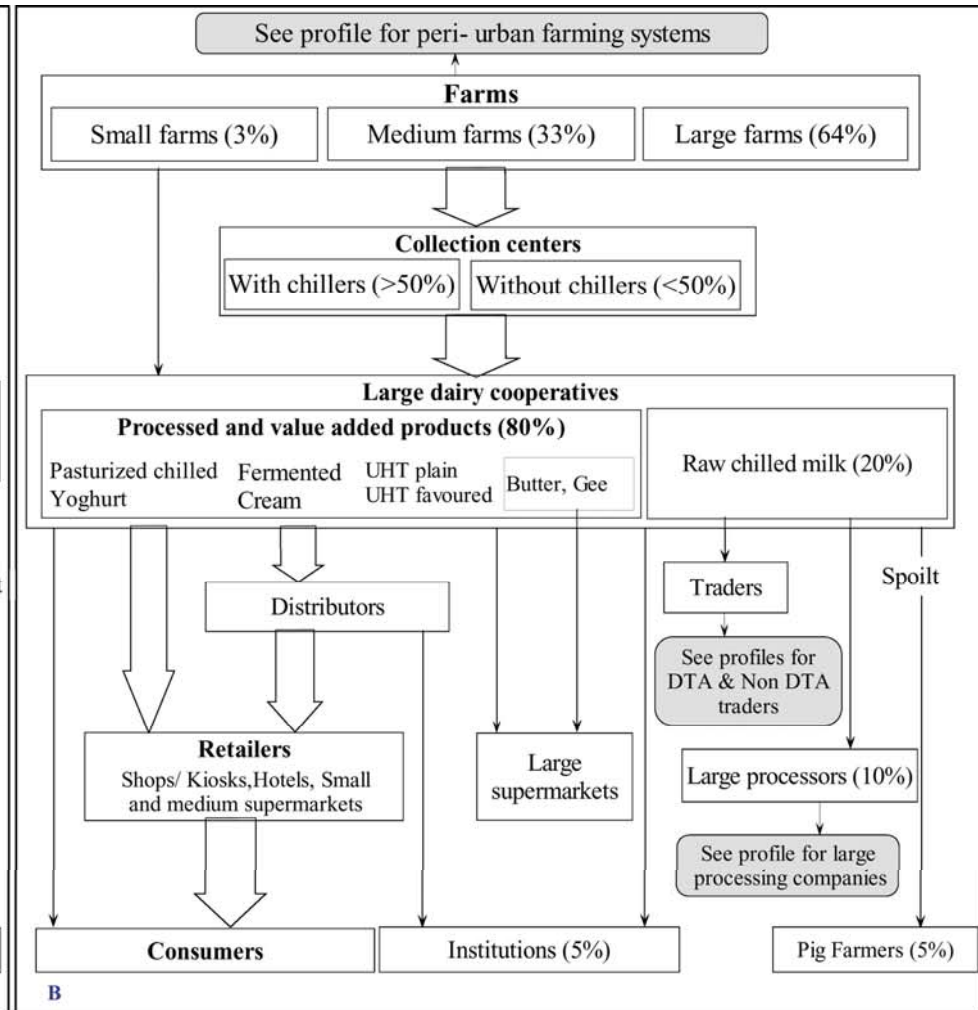 See profile for peri- urban farming systems
Farms
Small farms (3%)
Medium farms (33%)
Large farms (64%)
Collection centers
With chillers (>50%)
Without chillers (<50%)
Large dairy cooperatives
Processed and value added products (80%)
Pasturized chilled
Yoghurt
Fermented
Cream
UHT plain
UHT favoured
Butter, Gee
Raw chilled milk (20%)
Spoilt
Traders
Distributors
See profiles for
DTA & Non DTA
traders
Retailers
Shops/ Kiosks,Hotels, Small
and medium supermarkets
Large
supermarkets
Large processors (10%)
See profile for large
processing companies
Consumers
Institutions (5%)
Pig Farmers (5%)
B